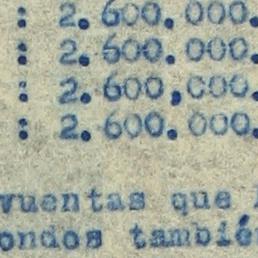 : 2.600.000.
: 2.600.000.
: 2.600,000.
: 2.600.000.
vuentas que
ondos tambié